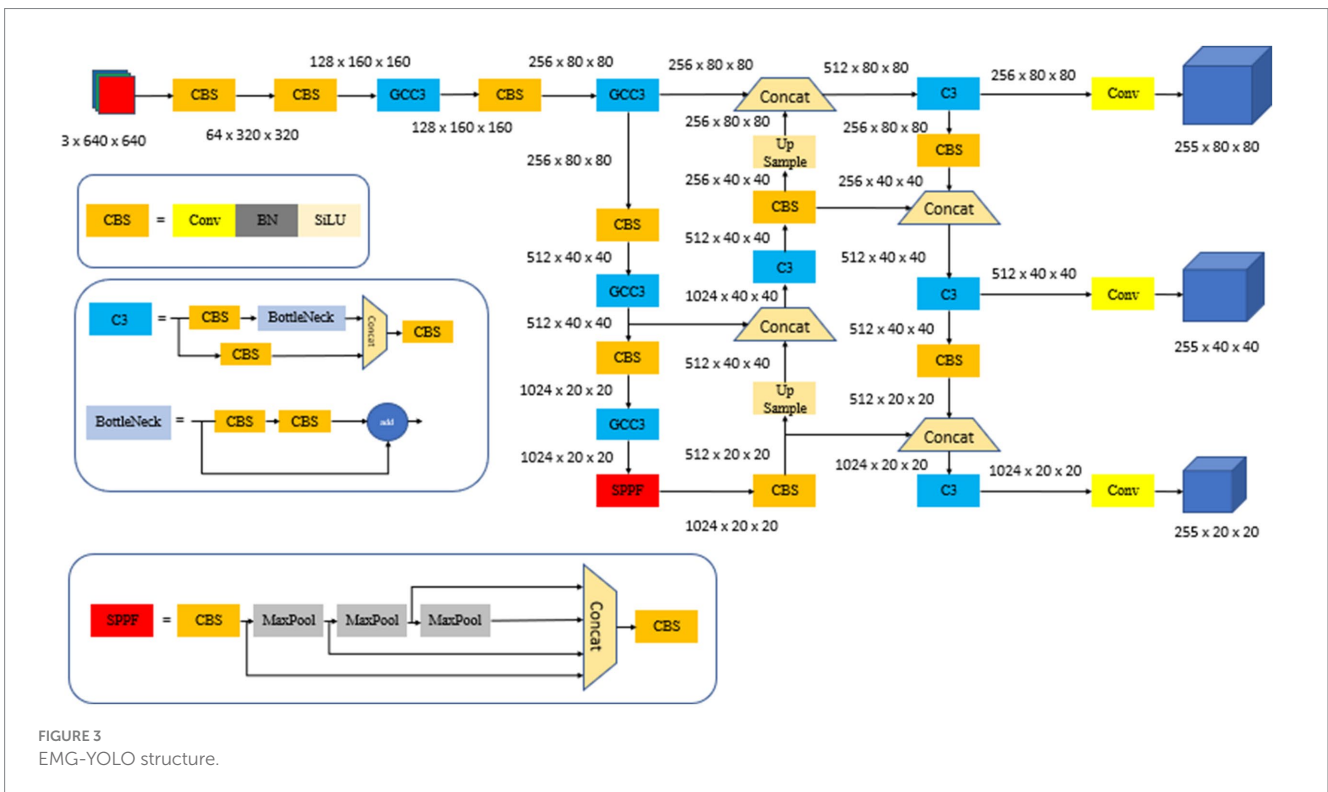 128 x 160 x 160
256 x 80 x 80
256 x 80 x 80
512 x 80 x 80
256 x 80 x 80
CBS
CBS
GCC3
CBS
GCC3
Concat
C3
Conv
3 x 640 x 640
64 x 320 x 320
128 x 160 x 160
256 x 80 x 80
256 x 80 x 80
255 x 80 x 80
256 x 80 x 80
Up
Sample
CBS
256 x 40 x 40
256 x 40 x 40
CBS
CBS
Concat
512 x 40 x 40
512 x 40 x 40
C3
512 x 40 x 40
512 x 40 x 40
GCC3
1024 x 40 x 40
C3
Conv
512 x 40 x 40
Concat
512 x 40 x 40
255 x 40 x 40
CBS
512 x 40 x 40
CBS
1024 x 20 x 20
Up
Sample
512 x 20 x 20
GCC3
Concat
1024 x 20 x 20
512 x 20 x 20
1024 x 20 x 20
1024 x 20 x 20
SPPF
CBS
C3
Conv
1024 x 20 x 20
255 x 20 x 20
CBS = Conv BN SiLU
C3 = CBS BottleNeck Concat CBS
CBS
BottleNeck = CBS CBS add
SPPF = CBS MaxPool MaxPool MaxPool Concat CBS
FIGURE 3
EMG-YOLO structure.